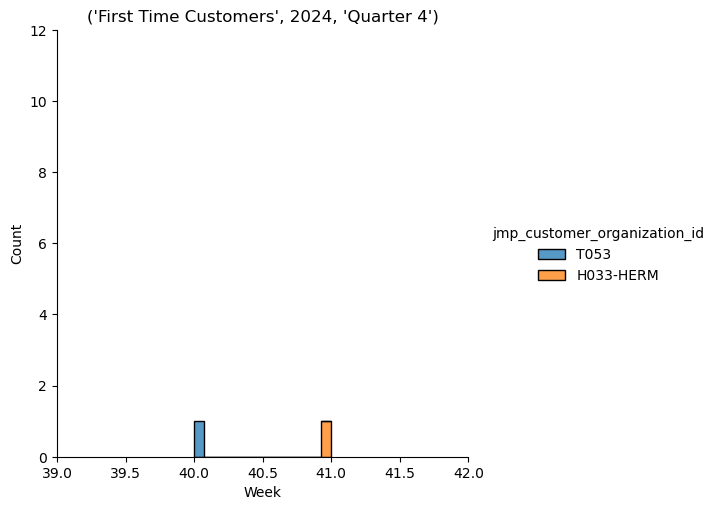 ('First Time Customers', 2024, 'Quarter 4')
12
10
8
6
4
2
0
Count
39.0 39.5 40.0 40.5 41.0 41.5 42.0
Week
jmp_customer_organization_id
T053
H033-HERM